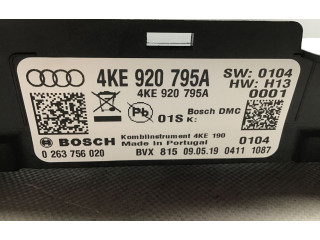 4KE 920 795A
SW: 0104
4KE 920 795A
HW: H13
0001
Pb
01S
Bosch DMC
K:
BOSCH
Kombiinstrument 4KE 190
Made in Portugal
0104
0 263 756 020
BVX 815 09.05.19 0411 1087